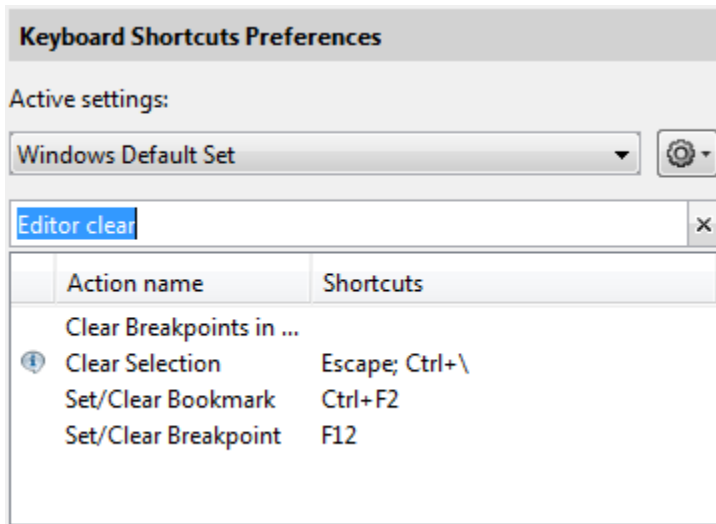 Keyboard Shortcuts Preferences
Active settings:
Windows Default Set
Editor clear
Action name Shortcuts
Clear Breakpoints in ...
Clear Selection Escape; Ctrl+\
Set/Clear Bookmark Ctrl+F2
Set/Clear Breakpoint F12